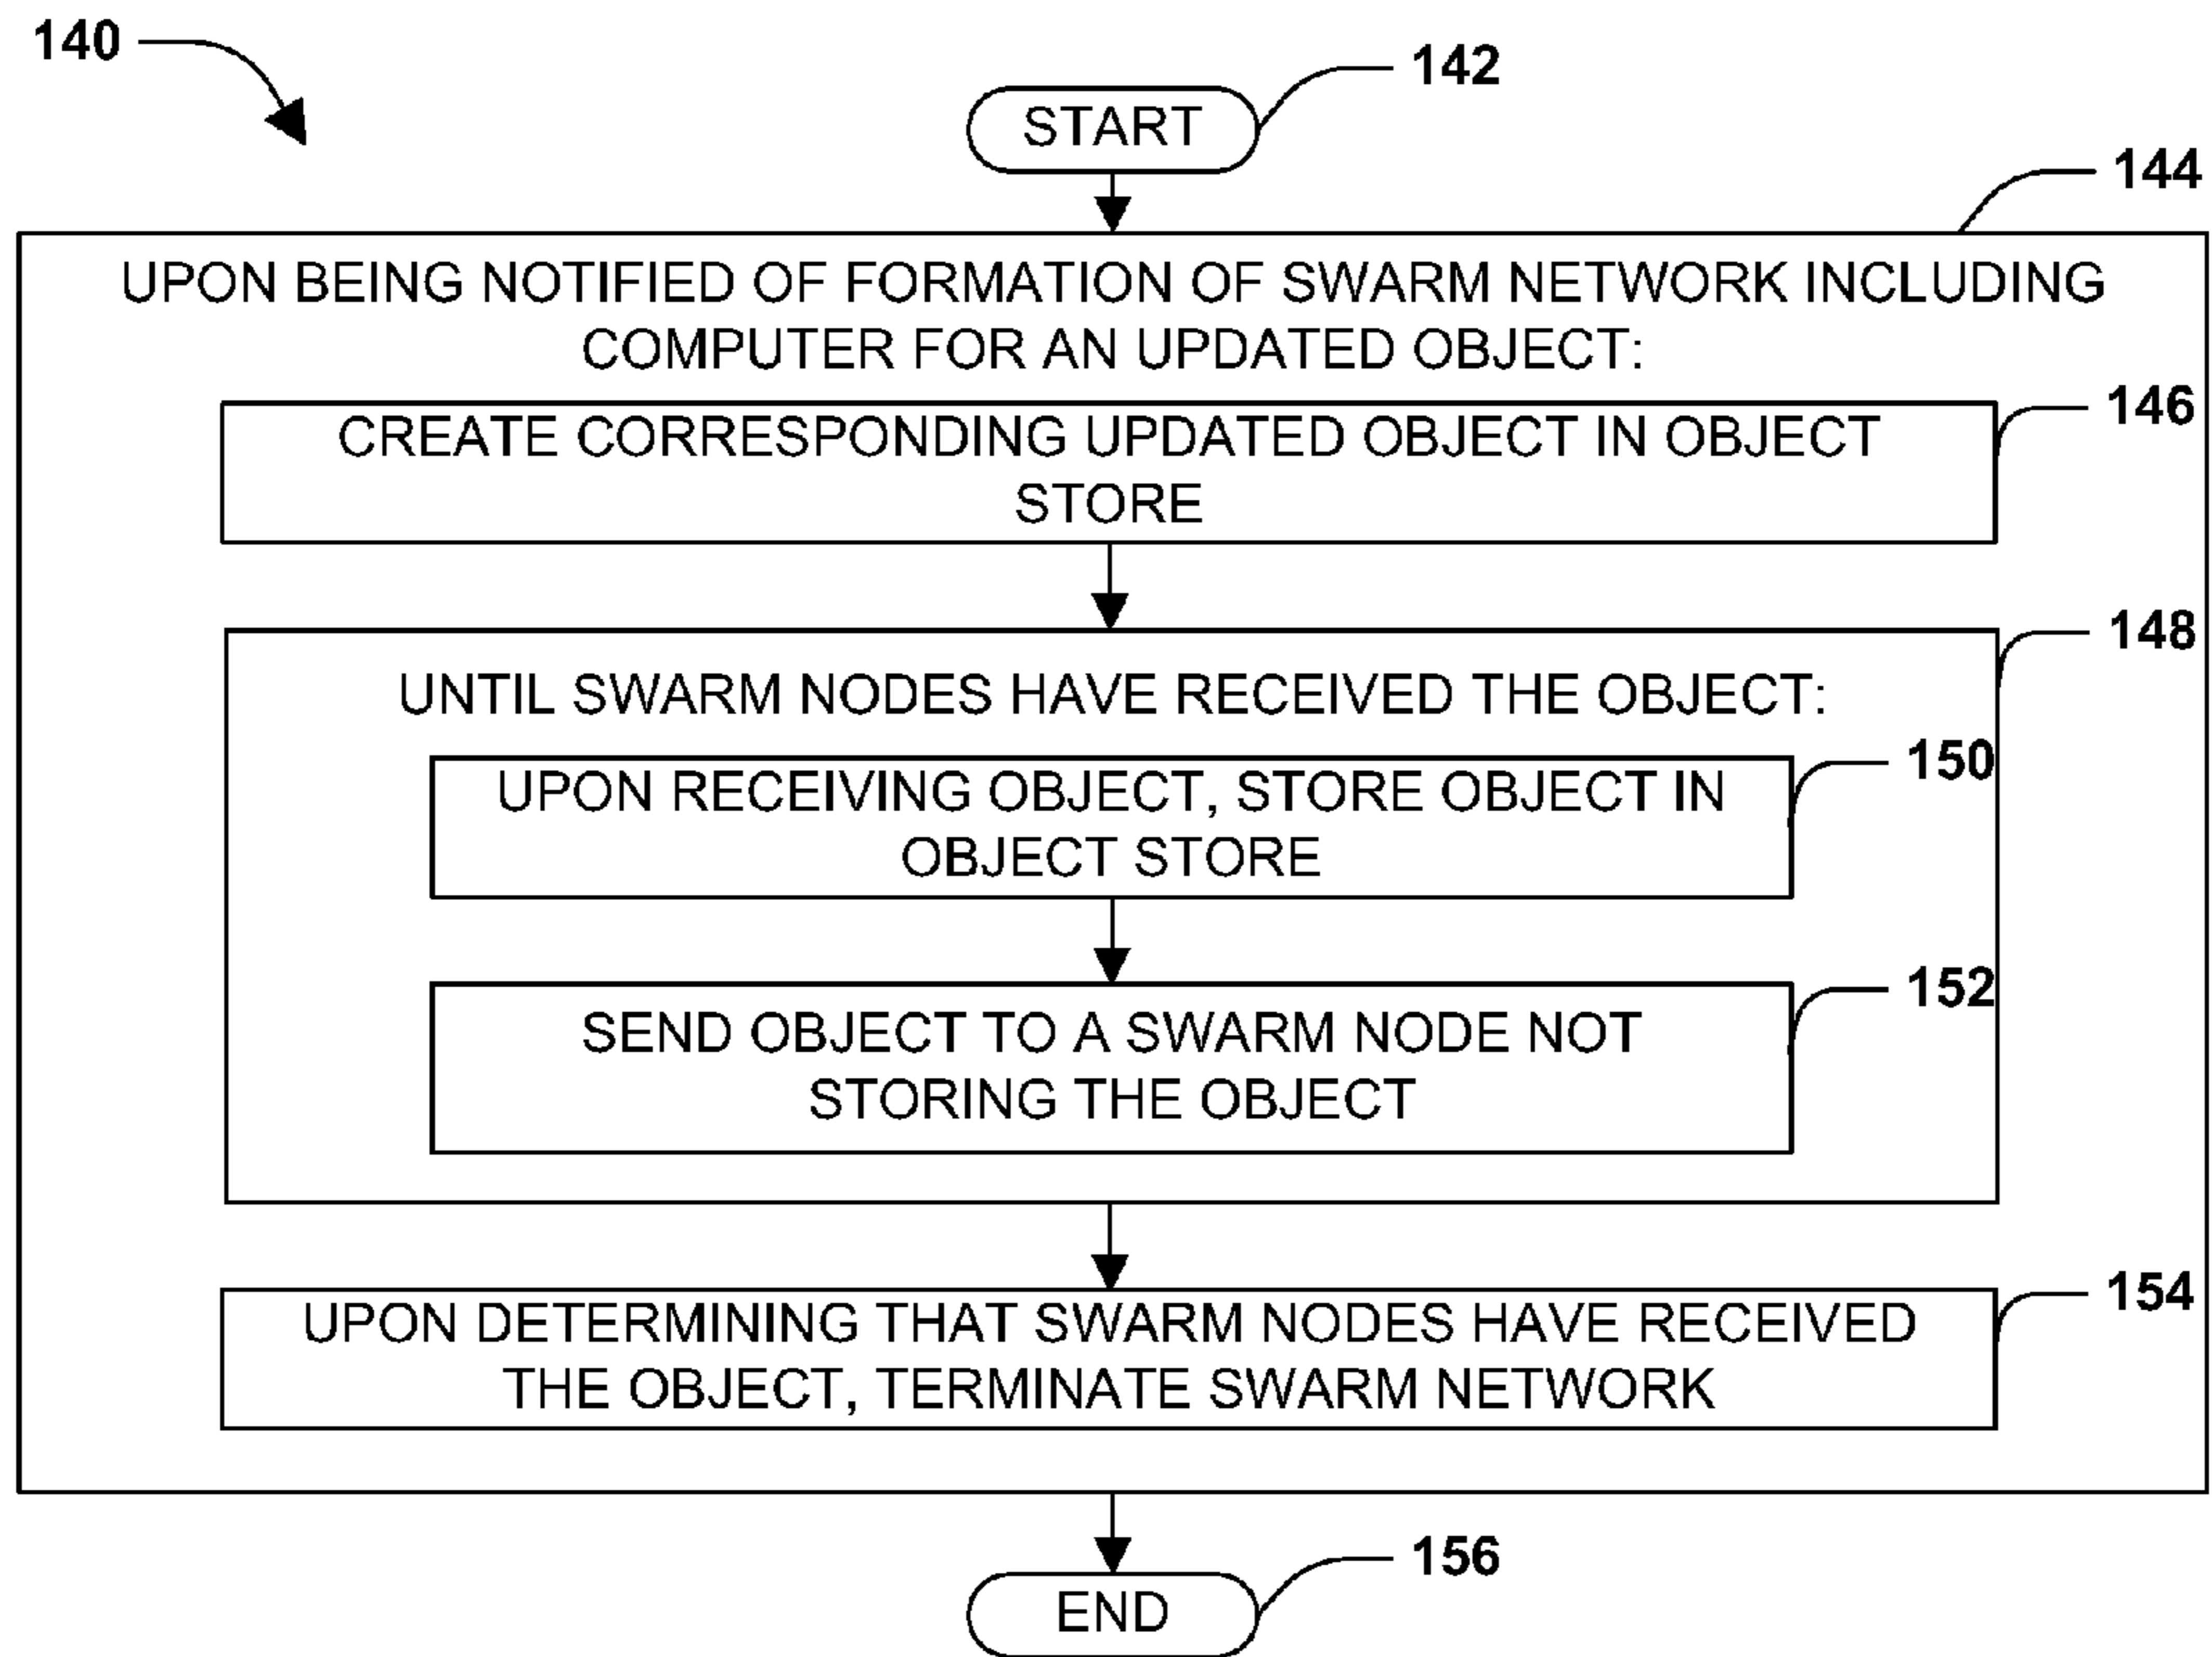 140
142
START
144
UPON BEING NOTIFIED OF FORMATION OF SWARM NETWORK INCLUDING
COMPUTER FOR AN UPDATED OBJECT:
146
CREATE CORRESPONDING UPDATED OBJECT IN OBJECT
STORE
148
UNTIL SWARM NODES HAVE RECEIVED THE OBJECT:
150
UPON RECEIVING OBJECT, STORE OBJECT IN
OBJECT STORE
152
SEND OBJECT TO A SWARM NODE NOT
STORING THE OBJECT
154
UPON DETERMINING THAT SWARM NODES HAVE RECEIVED
THE OBJECT, TERMINATE SWARM NETWORK
156
END